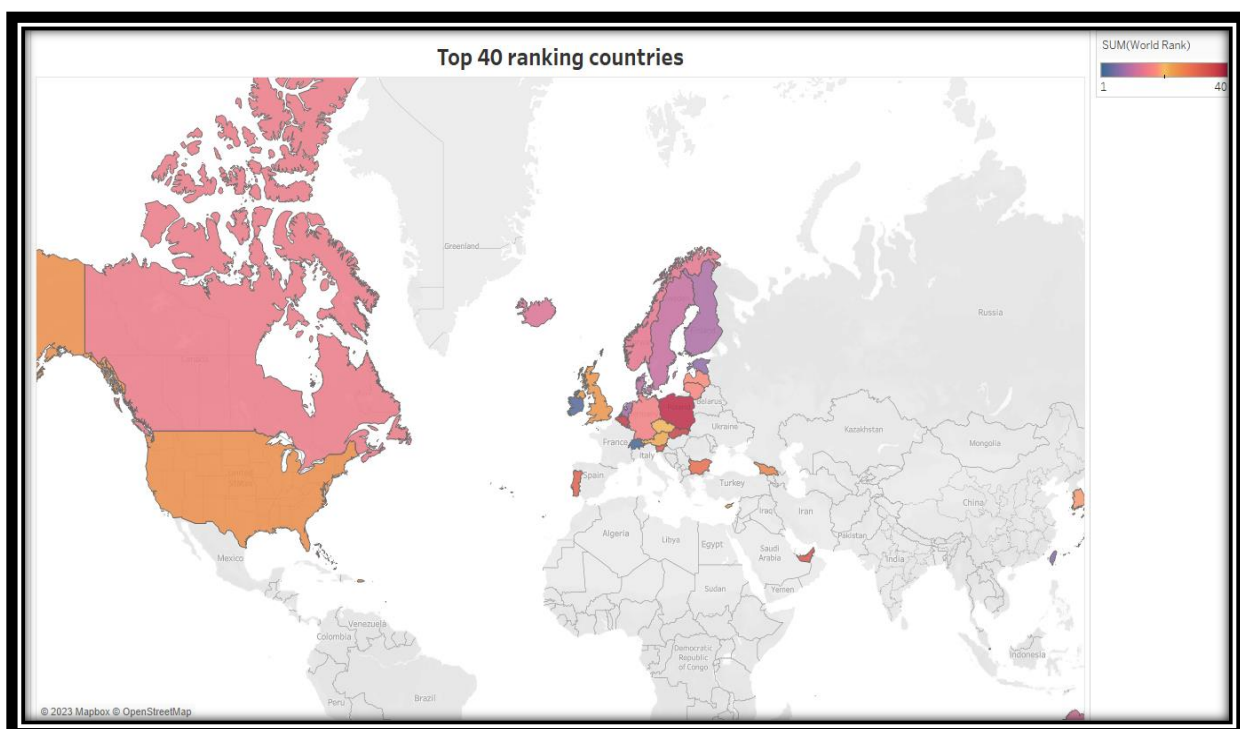 Top 40 ranking countries
SUM(World Rank)
1 40
Greenland
Russia
Belarus
Ukraine
France
Italy
Spain
Turkey
Kazakhstan
Mongolia
China
Iraq
Iran
Pakistan
India
Algeria
Libya
Egypt
Saudi
Arabia
Yemen
Sudan
Mexico
Venezuela
Colombia
Peru
Brazil
Democratic
Republic
of Congo
Indonesia
© 2023 Mapbox © OpenStreetMap